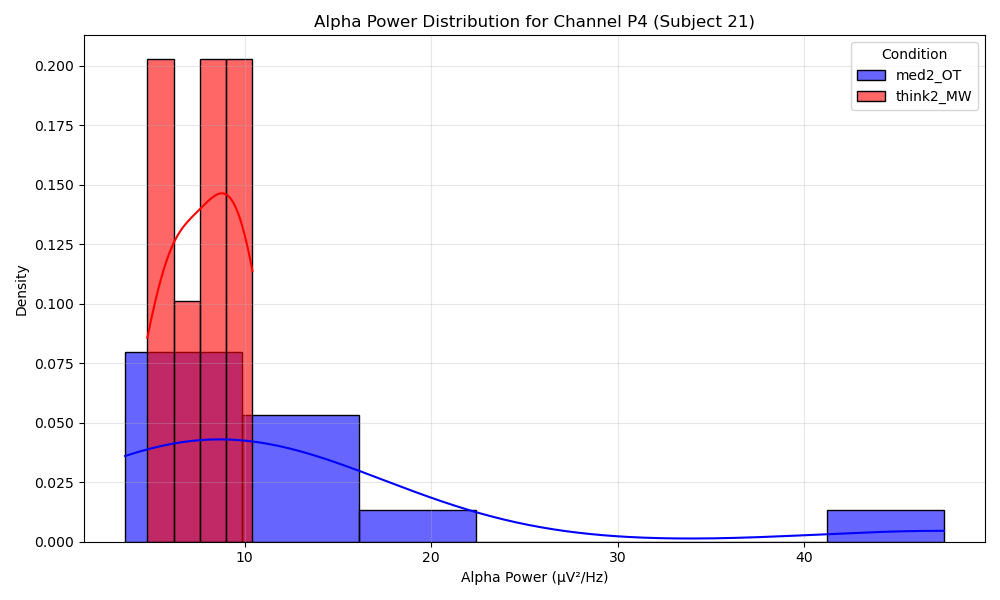 Alpha Power Distribution for Channel P4 (Subject 21)
Condition
med2_OT
think2_MW
Density
0.200
0.175
0.150
0.125
0.100
0.075
0.050
0.025
0.000
10
20
30
40
Alpha Power (μV²/Hz)